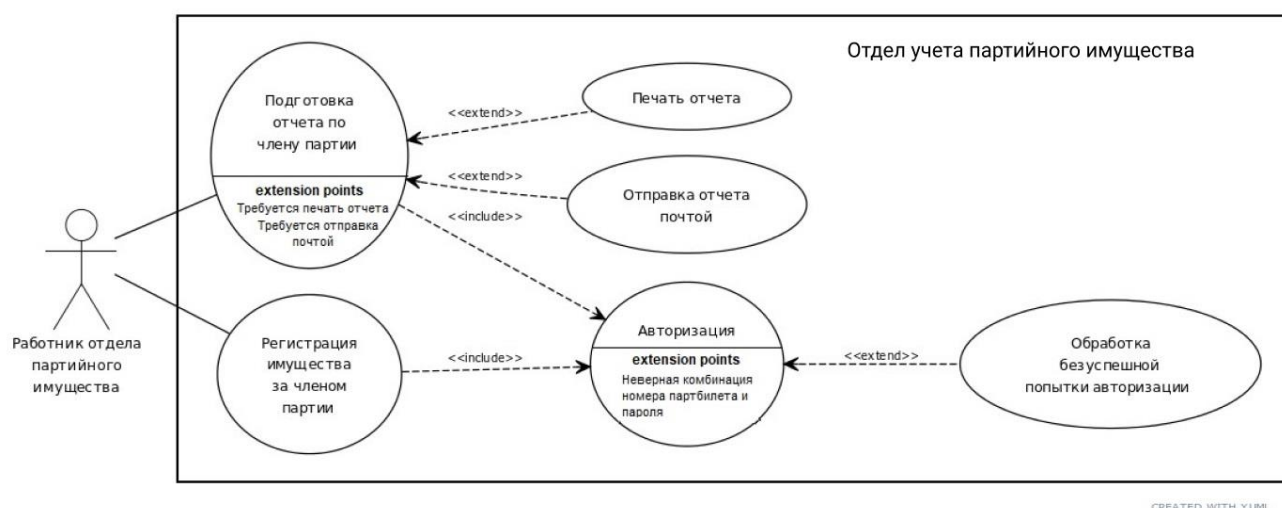 Отдел учета партийного имущества
Подготовка
отчета по
члену партии
extension points
Требуется печать отчета
Требуется отправка
почтой
<<extend>>
Печать отчета
<<extend>>
Отправка отчета
почтой
<<include>>
Работник отдела
партийного
имущества
Регистрация
имущества
за членом
партии
<<include>>
Авторизация
extension points
Неверная комбинация
номера партбилета и
пароля
<<extend>>
Обработка
безуспешной
попытки авторизации
CREATED WITH YUML